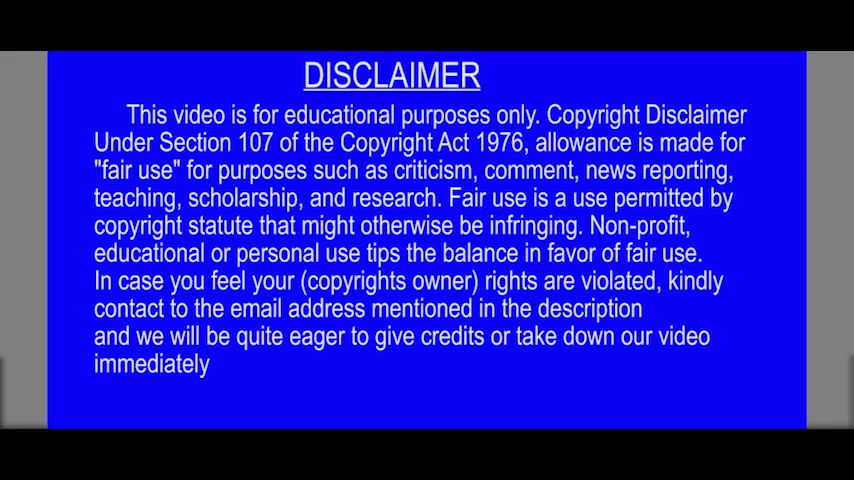 DISCLAIMER
This video is for educational purposes only. Copyright Disclaimer
Under Section 107 of the Copyright Act 1976, allowance is made for
"fair use" for purposes such as criticism, comment, news reporting,
teaching, scholarship, and research. Fair use is a use permitted by
copyright statute that might otherwise be infringing. Non-profit,
educational or personal use tips the balance in favor of fair use.
In case you feel your (copyrights owner) rights are violated, kindly
contact to the email address mentioned in the description
and we will be quite eager to give credits or take down our video
immediately